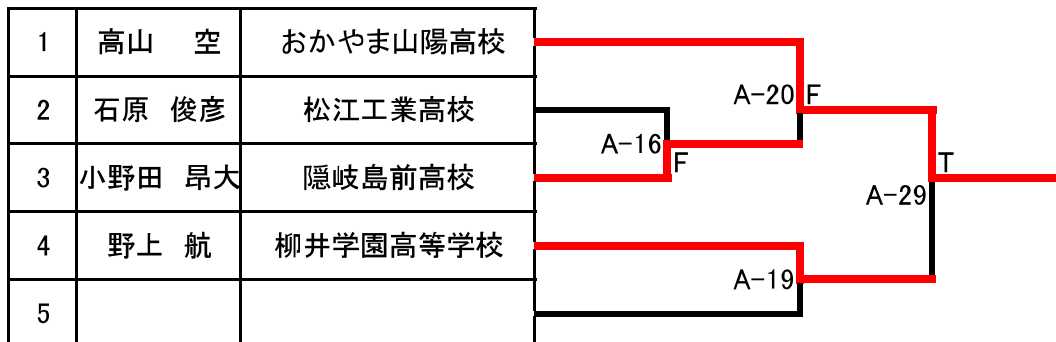 1 高山 空 おかやま山陽高校
2 石原 俊彦 松江工業高校
3 小野田 昂大 隠岐島前高校
4 野上 航 柳井学園高等学校
5
A-20 F
A-16 F
T
A-29
A-19